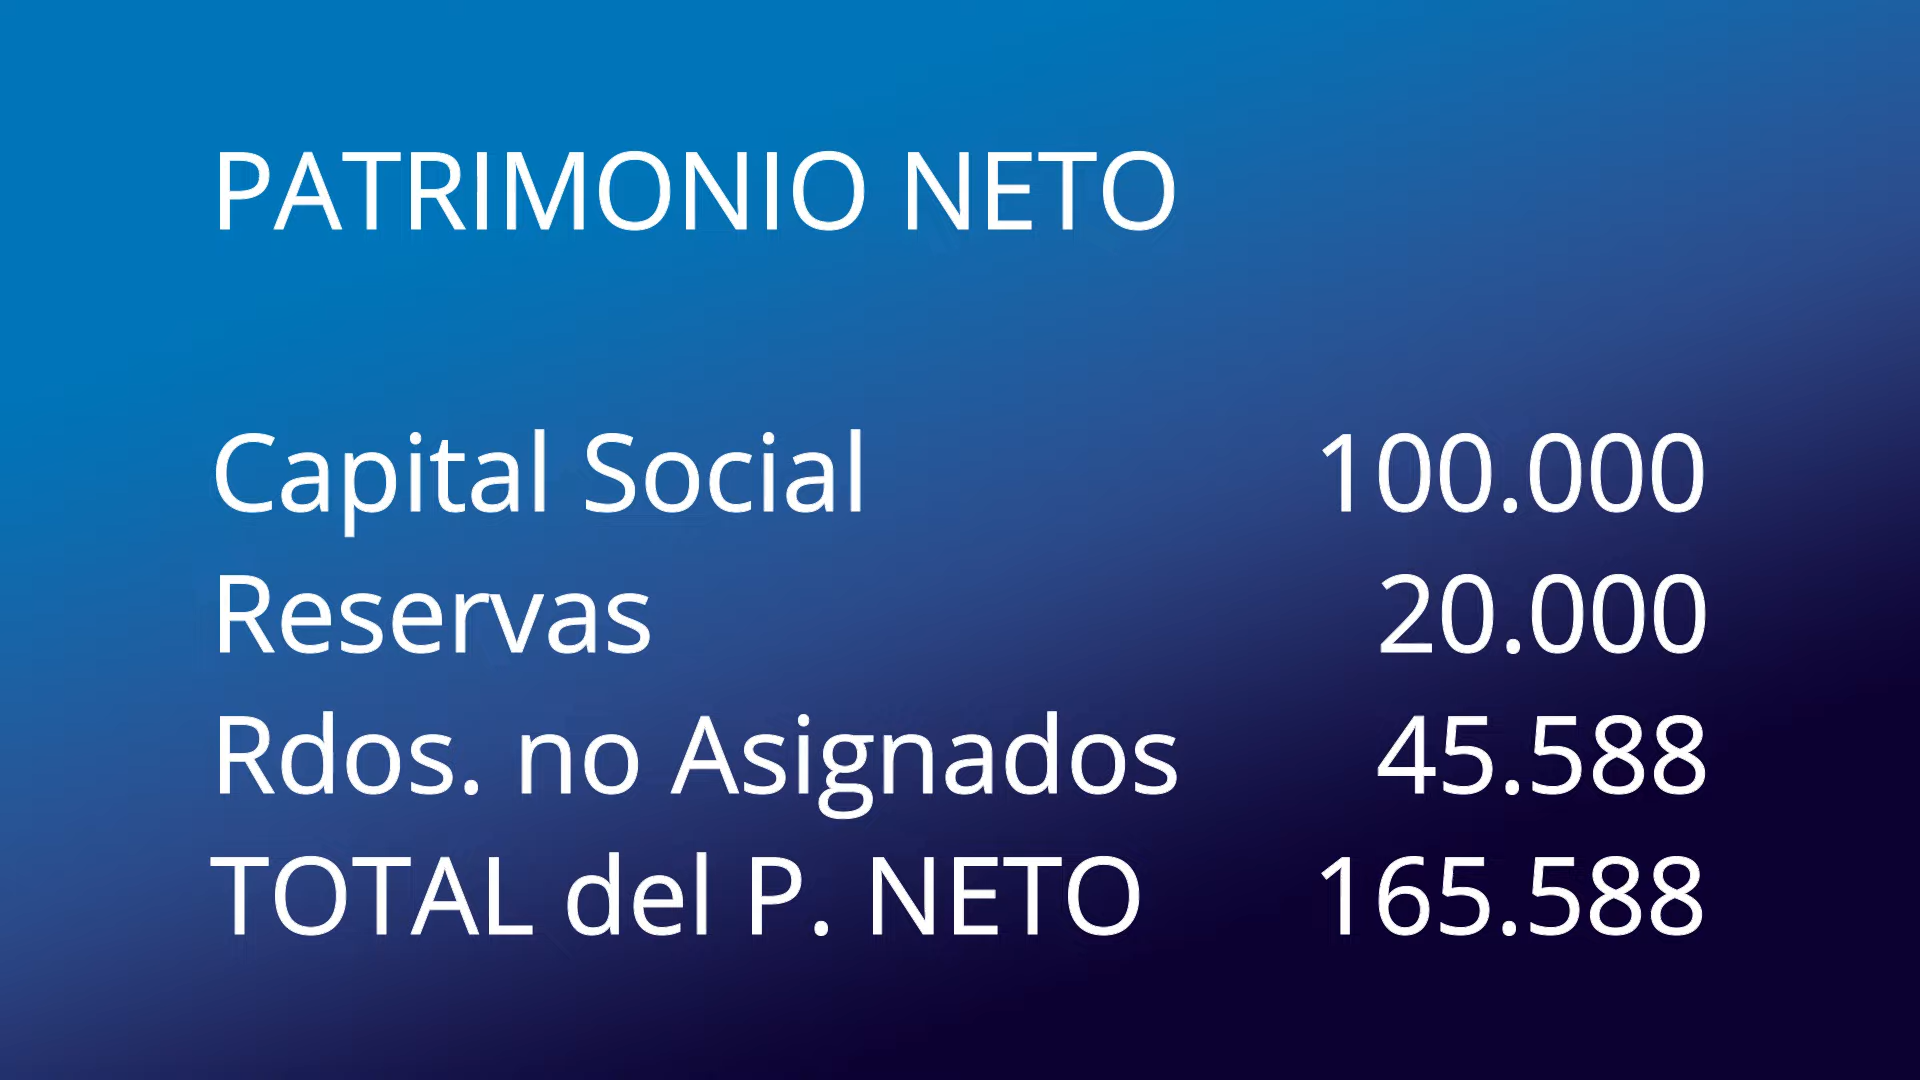 PATRIMONIO NETO
Capital Social 100.000
Reservas 20.000
Rdos. no Asignados 45.588
TOTAL del P. NETO 165.588